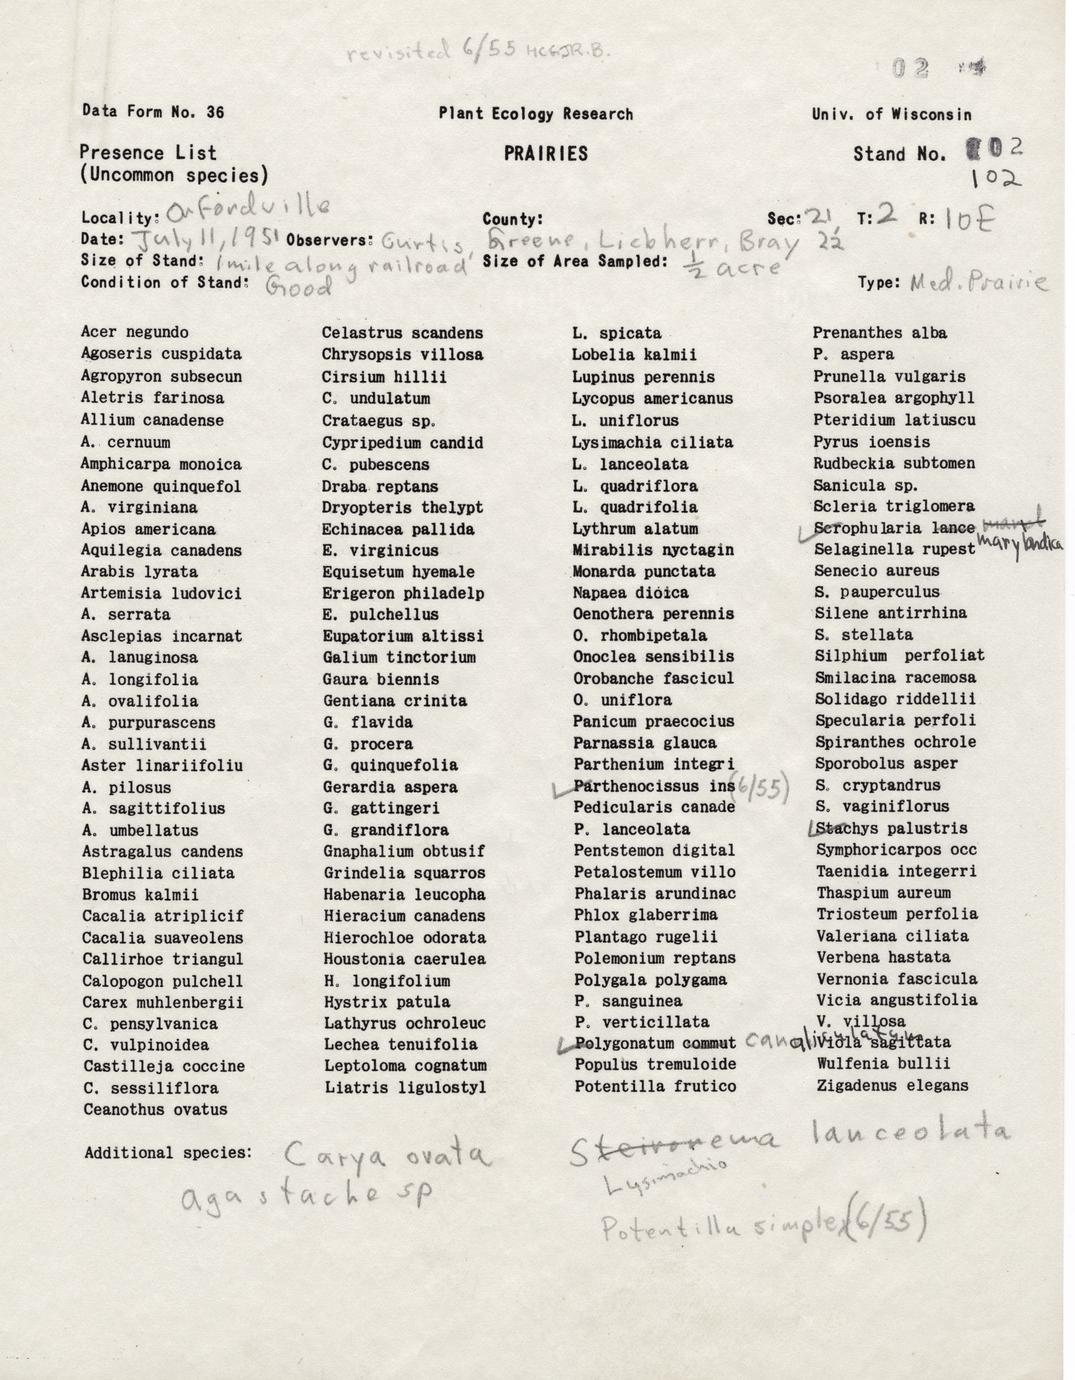 revisited 6/55 HCG JR.B.
02
Data Form No. 36 Plant Ecology Research Univ. of Wisconsin
Presence List PRAIRIES Stand No. 02
(Uncommon species) 102
Locality: Orfordville County: Sec: 21, T: 2 R: 10E
Date: July 11, 1951 Observers: Curtis, Greene, Liebherr, Bray 22
Size of Stand: 1 mile along railroad Size of Area Sampled: 1/2 acre
Condition of Stand: Good Type: Med. Prairie
Acer negundo Celastrus scandens L. spicata Prenanthes alba
Agoseris cuspidata Chrysopsis villosa Lobelia kalmii P. aspera
Agropyron subsecun Cirsium hillii Lupinus perennis Prunella vulgaris
Aletris farinosa C. undulatum Lycopus americanus Psoralea argophyll
Allium canadense Crataegus sp. L. uniflorus Pteridium latiuscu
A. cernuum Cypripedium candid Lysimachia ciliata Pyrus ioensis
Amphicarpa monoica C. pubescens L. lanceolata Rudbeckia subtomen
Anemone quinquefol Draba reptans L. quadriflora Sanicula sp.
A. virginiana Dryopteris thelypt L. quadrifolia Scleria triglomera
Apios americana Echinacea pallida Lythrum alatum ✓ Scrophularia lance
Aquilegia canadens E. virginicus Mirabilis nyctagin Selaginella rupest marylandica
Arabis lyrata Equisetum hyemale Monarda punctata Senecio aureus
Artemisia ludovici Erigeron philadelp Napaea dioica S. pauperculus
A. serrata E. pulchellus Oenothera perennis Silene antirrhina
Asclepias incarnat Eupatorium altissi O. rhombipetala S. stellata
A. lanuginosa Galium tinctorium Onoclea sensibilis Silphium perfoliat
A. longifolia Gaura biennis Orobanche fascicul Smilacina racemosa
A. ovalifolia Gentiana crinita O. uniflora Solidago riddellii
A. purpurascens G. flavida Panicum praecocius Specularia perfoli
A. sullivantii G. procera Parnassia glauca Spiranthes ochrole
Aster linariifoliu G. quinquefolia Parthenium integri Sporobolus asper
A. pilosus Gerardia aspera ✓ Parthenocissus ins (6/55) S. cryptandrus
A. sagittifolius G. gattingeri Pedicularis canade S. vaginiflorus
A. umbellatus G. grandiflora P. lanceolata ✓ Stachys palustris
Astragalus candens Gnaphalium obtusif Pentstemon digital Symphoricarpos occ
Blephilia ciliata Grindelia squarros Petalostemum villo Taenidia integerri
Bromus kalmii Habenaria leucopha Phalaris arundinac Thaspium aureum
Cacalia atriplicif Hieracium canadens Phlox glaberrima Triosteum perfolia
Cacalia suaveolens Hierochloe odorata Plantago rugelii Valeriana ciliata
Callirhoe triangul Houstonia caerulea Polemonium reptans Verbena hastata
Calopogon pulchell H. longifolium Polygala polygama Vernonia fascicula
Carex muhlenbergii Hystrix patula P. sanguinea Vicia angustifolia
C. pensylvanica Lathyrus ochroleuc P. verticillata V. villosa
C. vulpinoidea Lechea tenuifolia ✓ Polygonatum commut canaliculatum Viola sagittata
Castilleja coccine Leptoloma cognatum Populus tremuloide Wulfenia bullii
C. sessiliflora Liatris ligulostyl Potentilla frutico Zigadenus elegans
Ceanothus ovatus
Additional species: Carya ovata Steironema lanceolata
agastache sp Lysimachia
Potentilla simplex (6/55)